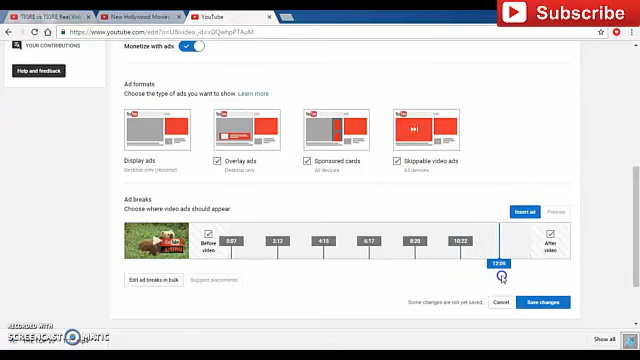 TIGRE vs TIGRE Real Vid
New Hollywood Movies
YouTube
Subscribe
https://www.youtube.com/edit?o=U&video_id=xDQwhpPTAuM
YOUR CONTRIBUTIONS
Help and feedback
Monetize with ads
Ad formats
Choose the type of ads you want to show. Learn more
Display ads
Desktop only (required)
Overlay ads
Desktop only
Sponsored cards
All devices
Skippable video ads
All devices
Ad breaks
Choose where video ads should appear.
Insert ad
Preview
Before video
0:07
2:12
4:15
6:17
8:20
10:22
12:05
After video
Edit ad breaks in bulk
Suggest placements
Some changes are not yet saved.
Cancel
Save changes
RECORDED WITH
SCREENCAST MATIC
Show all